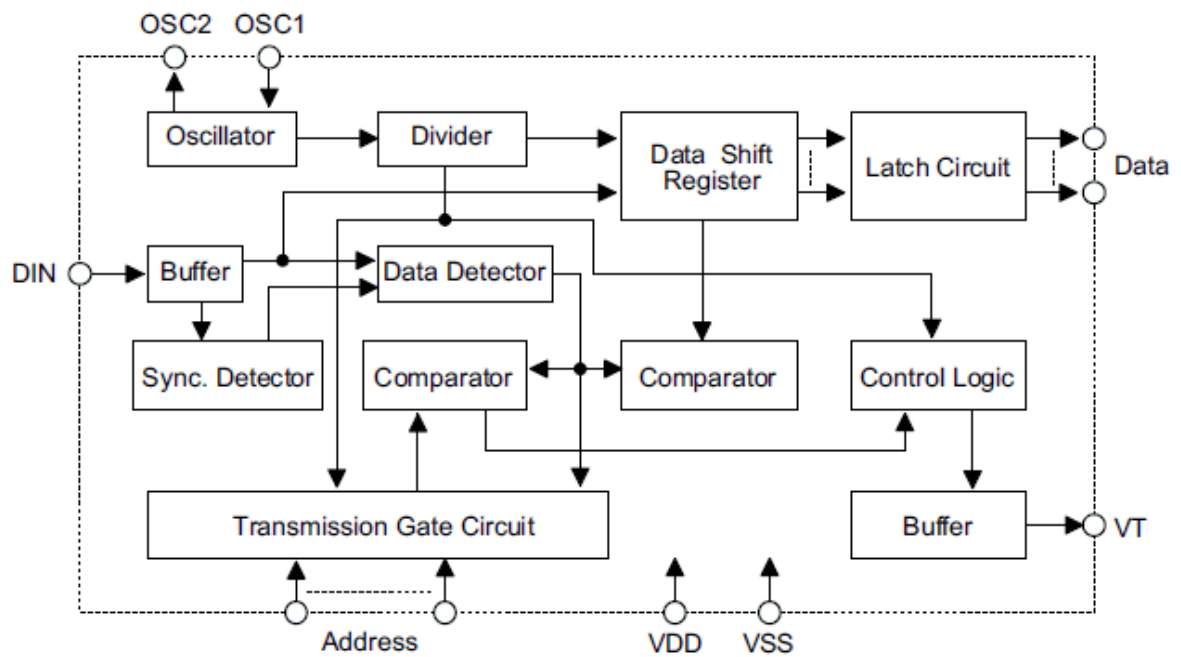 OSC2 OSC1
Oscillator
Divider
Data Shift
Register
Latch Circuit
Data
DIN
Buffer
Data Detector
Sync. Detector
Comparator
Comparator
Control Logic
Transmission Gate Circuit
Buffer
VT
Address
VDD
VSS